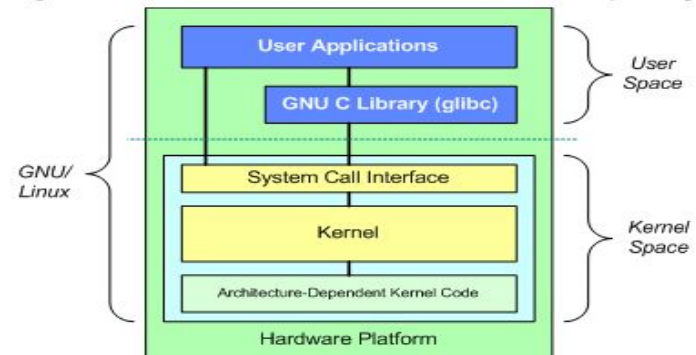 User Applications
User
Space
GNU C Library (glibc)
GNU/
Linux
System Call Interface
Kernel
Kernel
Space
Architecture-Dependent Kernel Code
Hardware Platform